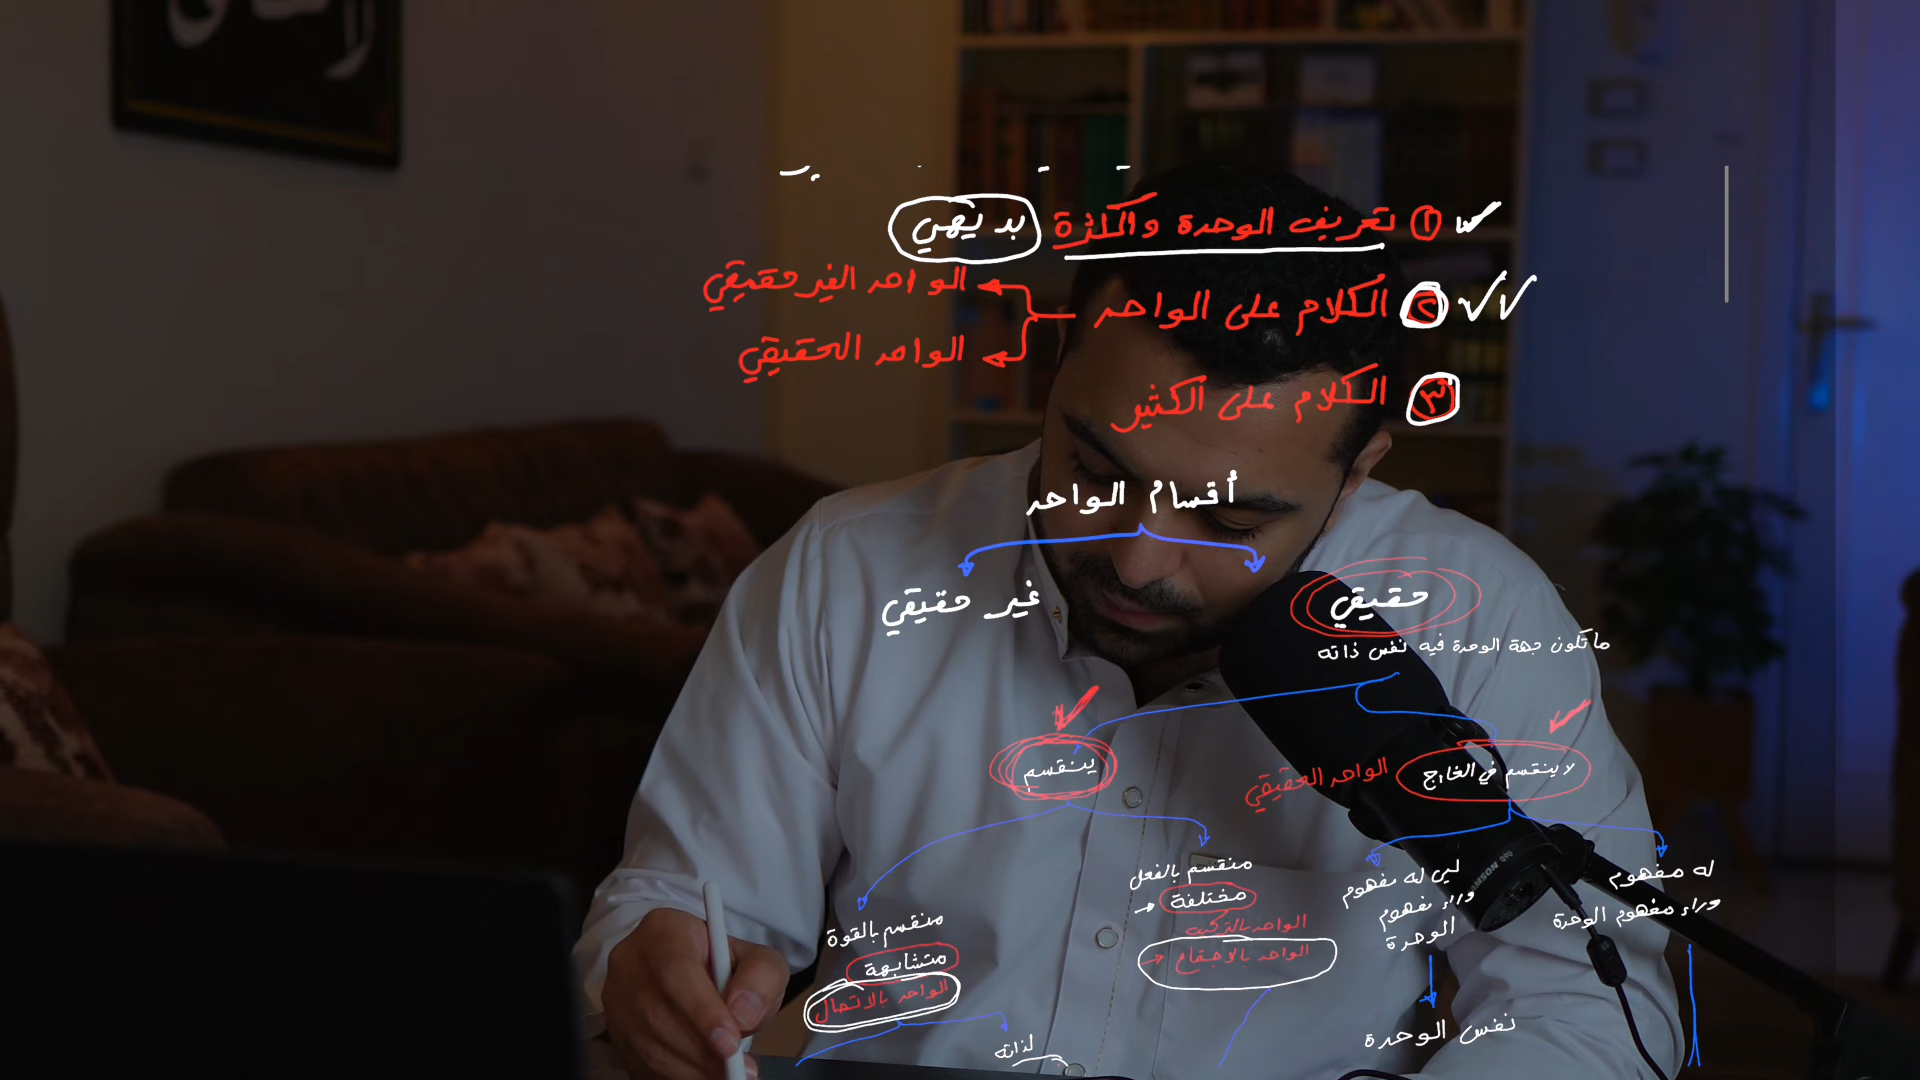 ① تعريف الوحدة والكثرة بديهي
② الكلام على الواحد
الواحد الغير حقيقي
الواحد الحقيقي
③ الكلام على الكثير
أقسام الواحد
حقيقي
غير حقيقي
ما تكون جهة الوحدة فيه نفس ذاته
لا ينقسم في الخارج
الواحد الحقيقي
ينقسم
له مفهوم
وراء مفهوم الوحدة
ليس له مفهوم
وراء مفهوم
الوحدة
نفس الوحدة
منقسم بالفعل
مختلفة
الواحد بالتركيب
الواحد بالاجتماع
منقسم بالقوة
متشابهة
الواحد بالاتصال
لذاته
SAMSON Q9U